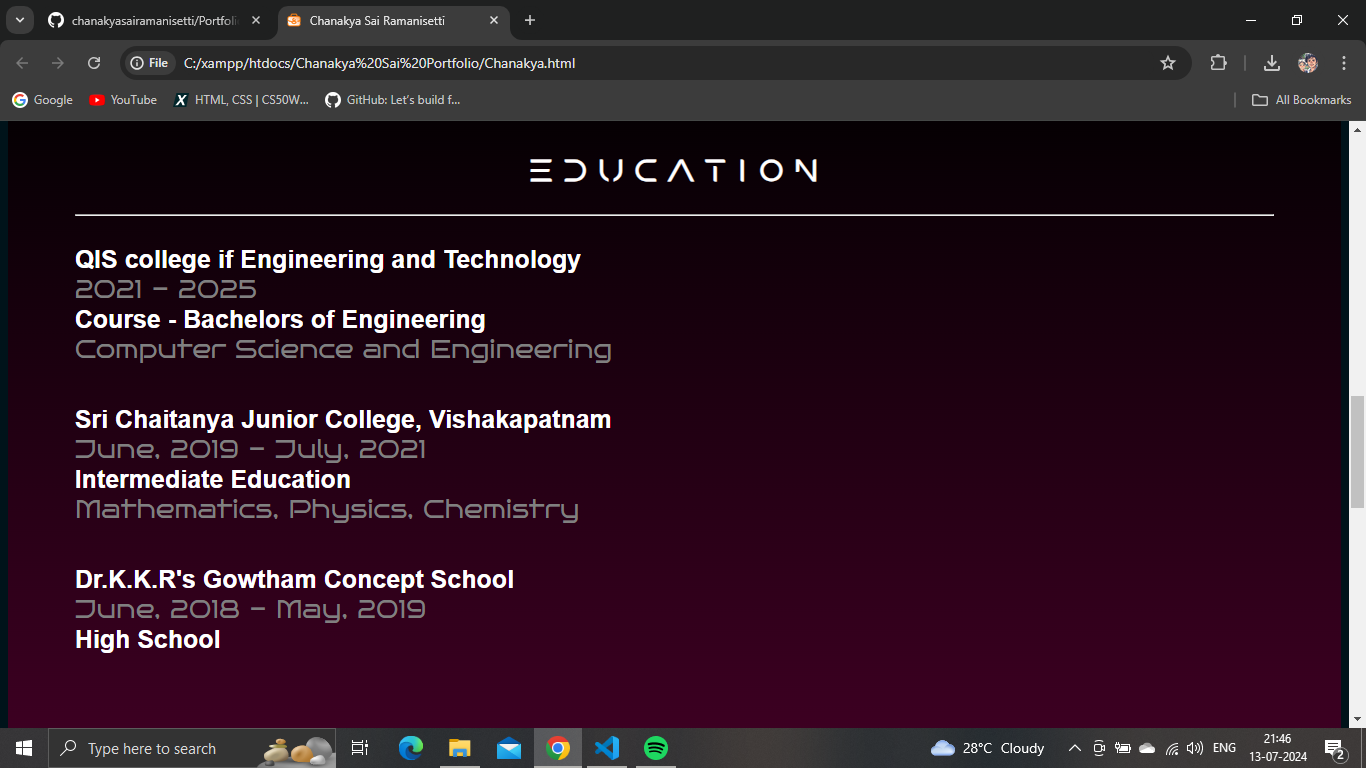 chanakyasairamanisetti/Portfoli
Chanakya Sai Ramanisetti
File
C:/xampp/htdocs/Chanakya%20Sai%20Portfolio/Chanakya.html
Google
YouTube
X HTML, CSS | CS50W...
GitHub: Let's build f...
All Bookmarks
EDUCATION
QIS college if Engineering and Technology
2021 - 2025
Course - Bachelors of Engineering
Computer Science and Engineering
Sri Chaitanya Junior College, Vishakapatnam
June, 2019 - July, 2021
Intermediate Education
Mathematics, Physics, Chemistry
Dr.K.K.R's Gowtham Concept School
June, 2018 - May, 2019
High School
Type here to search
28°C Cloudy
ENG
21:46
13-07-2024
2